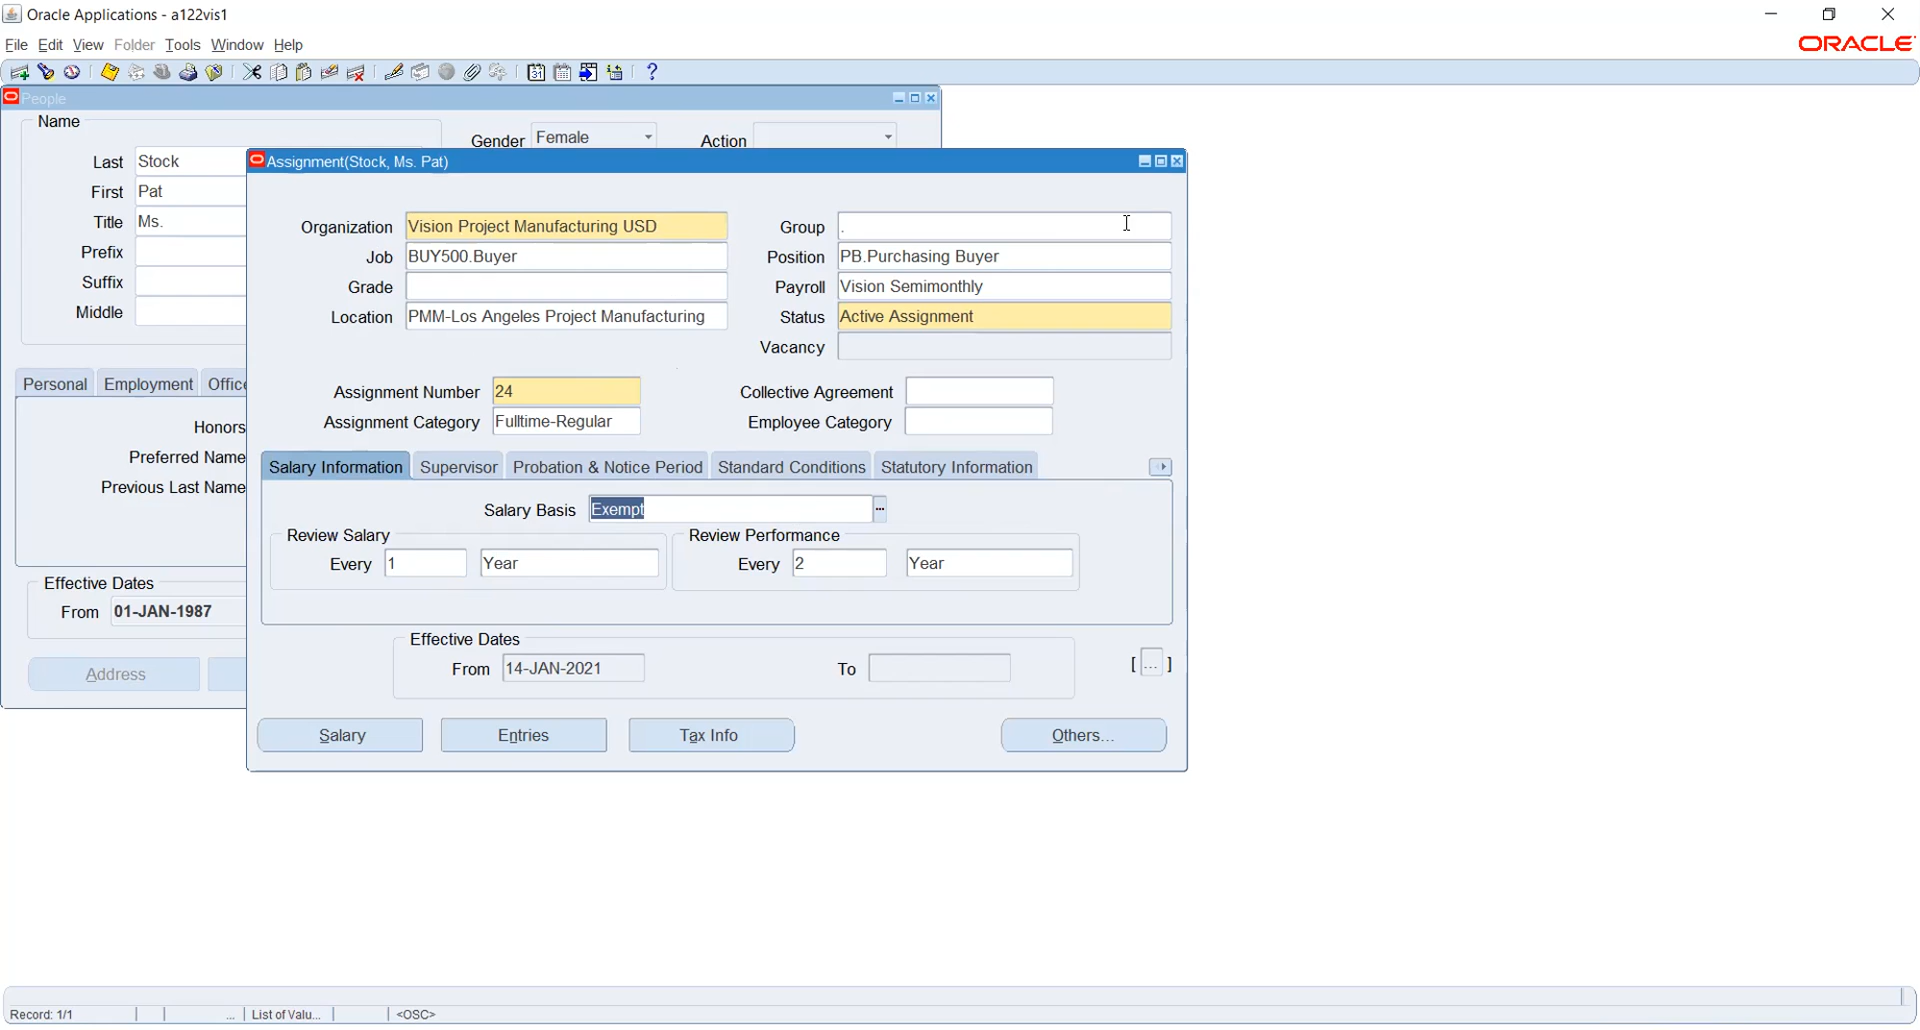 Oracle Applications - a122vis1
File Edit View Folder Tools Window Help
ORACLE
People
Name
Gender Female Action
Last Stock
First Pat
Title Ms.
Prefix
Suffix
Middle
Personal Employment Office
Honors
Preferred Name
Previous Last Name
Effective Dates
From 01-JAN-1987
Address
Assignment(Stock, Ms. Pat)
Organization Vision Project Manufacturing USD Group .
Job BUY500.Buyer Position PB.Purchasing Buyer
Grade Payroll Vision Semimonthly
Location PMM-Los Angeles Project Manufacturing Status Active Assignment
Vacancy
Assignment Number 24 Collective Agreement
Assignment Category Fulltime-Regular Employee Category
Salary Information Supervisor Probation & Notice Period Standard Conditions Statutory Information
Salary Basis Exempt ...
Review Salary Review Performance
Every 1 Year Every 2 Year
Effective Dates
From 14-JAN-2021 To [ ... ]
Salary Entries Tax Info Others...
Record: 1/1 ... List of Valu... <OSC>